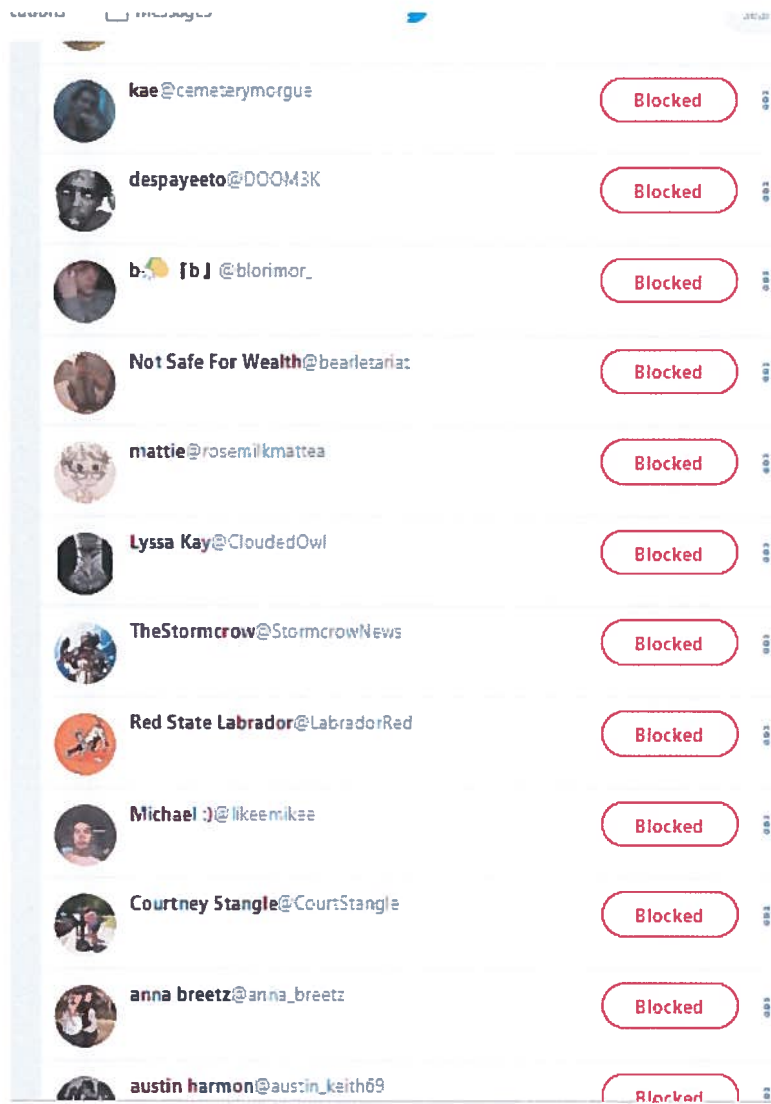 Messages
kae@cemeterymorgue
Blocked
despayeeto@DOOM3K
Blocked
b🍋「b」@blorimor_
Blocked
Not Safe For Wealth@bearletariat
Blocked
mattie@rosemilkmattea
Blocked
Lyssa Kay@CloudedOwl
Blocked
TheStormcrow@StormcrowNews
Blocked
Red State Labrador@LabradorRed
Blocked
Michael :)@likeemikee
Blocked
Courtney Stangle@CourtStangle
Blocked
anna breetz@anna_breetz
Blocked
austin harmon@austin_keith69
Blocked